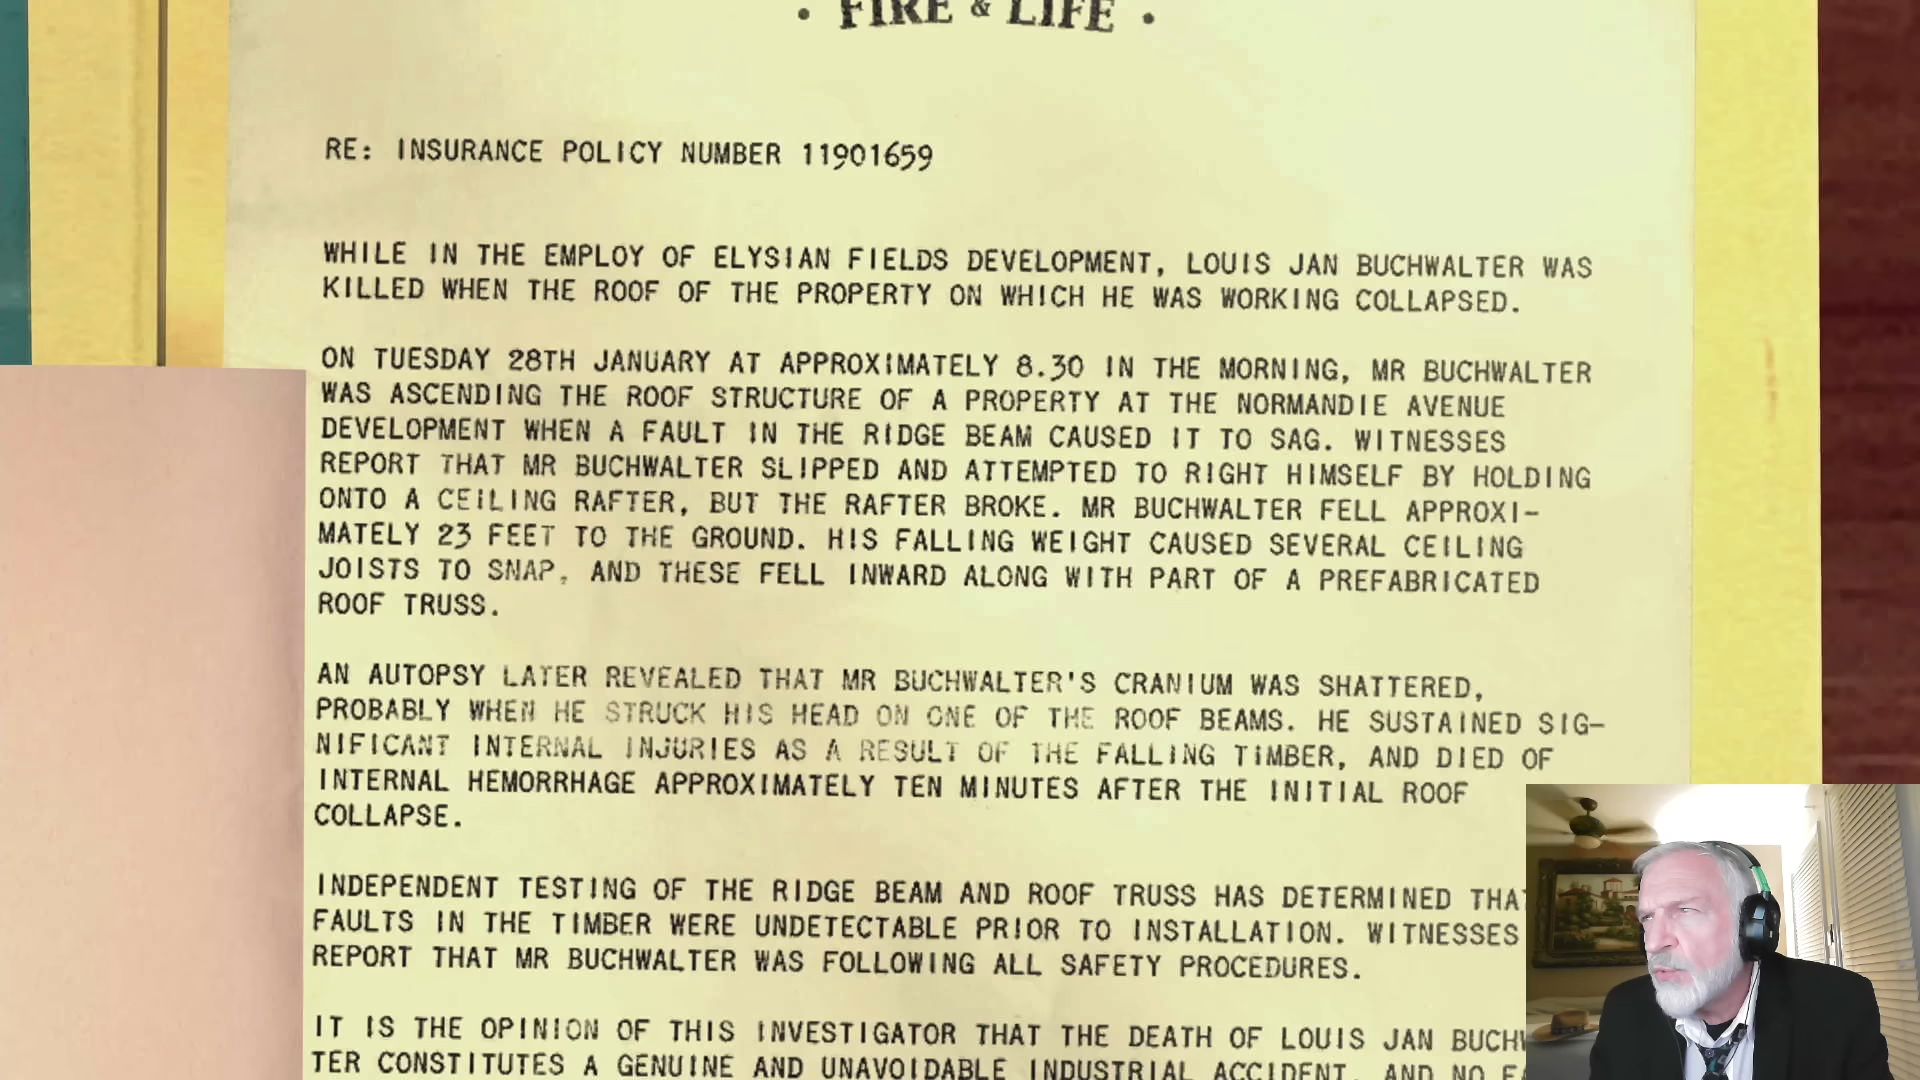 · FIRE & LIFE ·
RE: INSURANCE POLICY NUMBER 11901659
WHILE IN THE EMPLOY OF ELYSIAN FIELDS DEVELOPMENT, LOUIS JAN BUCHWALTER WAS
KILLED WHEN THE ROOF OF THE PROPERTY ON WHICH HE WAS WORKING COLLAPSED.
ON TUESDAY 28TH JANUARY AT APPROXIMATELY 8.30 IN THE MORNING, MR BUCHWALTER
WAS ASCENDING THE ROOF STRUCTURE OF A PROPERTY AT THE NORMANDIE AVENUE
DEVELOPMENT WHEN A FAULT IN THE RIDGE BEAM CAUSED IT TO SAG. WITNESSES
REPORT THAT MR BUCHWALTER SLIPPED AND ATTEMPTED TO RIGHT HIMSELF BY HOLDING
ONTO A CEILING RAFTER, BUT THE RAFTER BROKE. MR BUCHWALTER FELL APPROXI-
MATELY 23 FEET TO THE GROUND. HIS FALLING WEIGHT CAUSED SEVERAL CEILING
JOISTS TO SNAP, AND THESE FELL INWARD ALONG WITH PART OF A PREFABRICATED
ROOF TRUSS.
AN AUTOPSY LATER REVEALED THAT MR BUCHWALTER'S CRANIUM WAS SHATTERED,
PROBABLY WHEN HE STRUCK HIS HEAD ON ONE OF THE ROOF BEAMS. HE SUSTAINED SIG-
NIFICANT INTERNAL INJURIES AS A RESULT OF THE FALLING TIMBER, AND DIED OF
INTERNAL HEMORRHAGE APPROXIMATELY TEN MINUTES AFTER THE INITIAL ROOF
COLLAPSE.
INDEPENDENT TESTING OF THE RIDGE BEAM AND ROOF TRUSS HAS DETERMINED THAT
FAULTS IN THE TIMBER WERE UNDETECTABLE PRIOR TO INSTALLATION. WITNESSES
REPORT THAT MR BUCHWALTER WAS FOLLOWING ALL SAFETY PROCEDURES.
IT IS THE OPINION OF THIS INVESTIGATOR THAT THE DEATH OF LOUIS JAN BUCHW
TER CONSTITUTES A GENUINE AND UNAVOIDABLE INDUSTRIAL ACCIDENT, AND NO